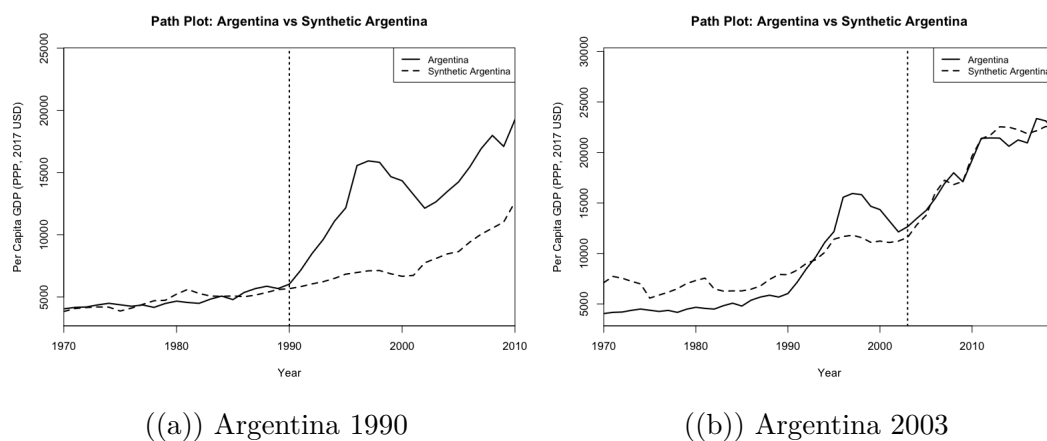 Path Plot: Argentina vs Synthetic Argentina
Per Capita GDP (PPP, 2017 USD)
25000
20000
15000
10000
5000
Argentina
Synthetic Argentina
1970
1980
1990
2000
2010
Year
((a)) Argentina 1990
Path Plot: Argentina vs Synthetic Argentina
Per Capita GDP (PPP, 2017 USD)
30000
25000
20000
15000
10000
5000
Argentina
Synthetic Argentina
1970
1980
1990
2000
2010
Year
((b)) Argentina 2003